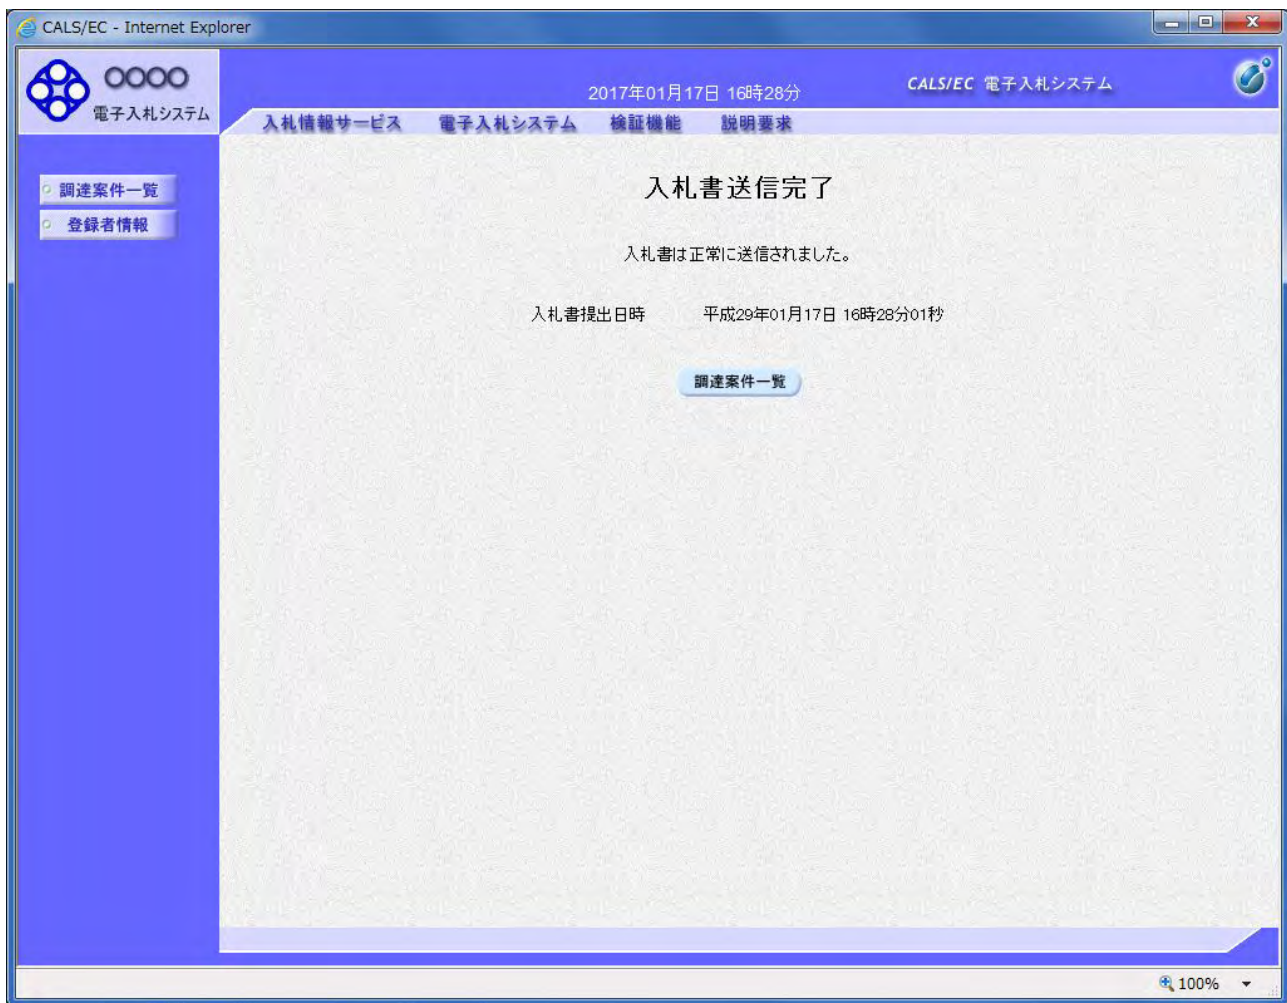 CALS/EC - Internet Explorer
〇〇〇〇
電子入札システム
2017年01月17日 16時28分
CALS/EC 電子入札システム
入札情報サービス 電子入札システム 検証機能 説明要求
調達案件一覧
登録者情報
入札書送信完了
入札書は正常に送信されました。
入札書提出日時 平成29年01月17日 16時28分01秒
調達案件一覧
100%